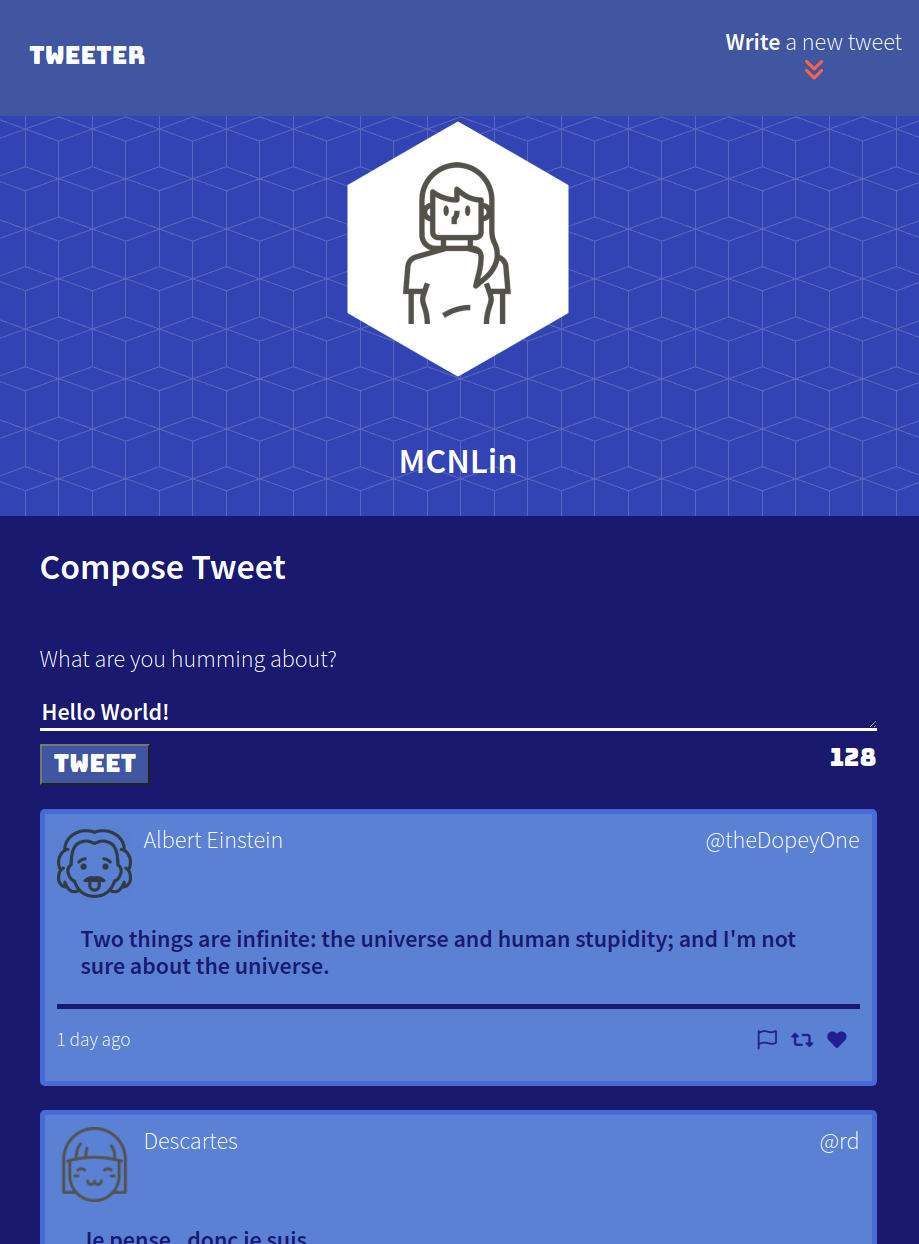 TWEETER
Write a new tweet
MCNLin
Compose Tweet
What are you humming about?
Hello World!
TWEET
128
Albert Einstein
@theDopeyOne
Two things are infinite: the universe and human stupidity; and I'm not
sure about the universe.
1 day ago
Descartes
@rd
Je pense , donc je suis